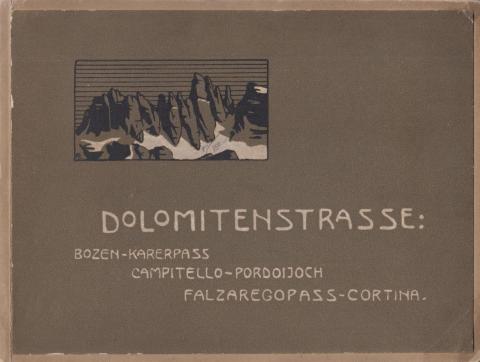 DOLOMITENSTRASSE:
BOZEN-KARERPASS
CAMPITELLO-PORDOIJOCH
FALZAREGOPASS-CORTINA.